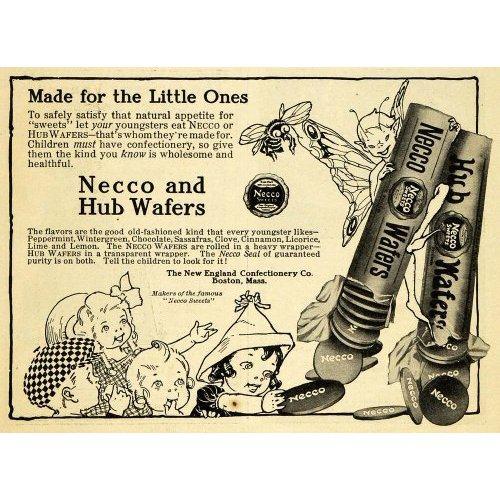 Made for the Little Ones
To safely satisfy that natural appetite for
"sweets" let your youngsters eat NECCO or
HUB WAFERS—that's whom they're made for.
Children must have confectionery, so give
them the kind you know is wholesome and
healthful.
Necco and
Hub Wafers
Necco
SWEETS
The flavors are the good old-fashioned kind that every youngster likes—
Peppermint, Wintergreen, Chocolate, Sassafras, Clove, Cinnamon, Licorice,
Lime and Lemon. The NECCO WAFERS are rolled in a heavy wrapper—
HUB WAFERS in a transparent wrapper. The Necco Seal of guaranteed
purity is on both. Tell the children to look for it!
The New England Confectionery Co.
Boston, Mass.
Makers of the famous
"Necco Sweets"
Necco Wafers
Necco
SWEETS
Hub Wafers
Necco
SWEETS
Necco
NECCO
Necco
Necco